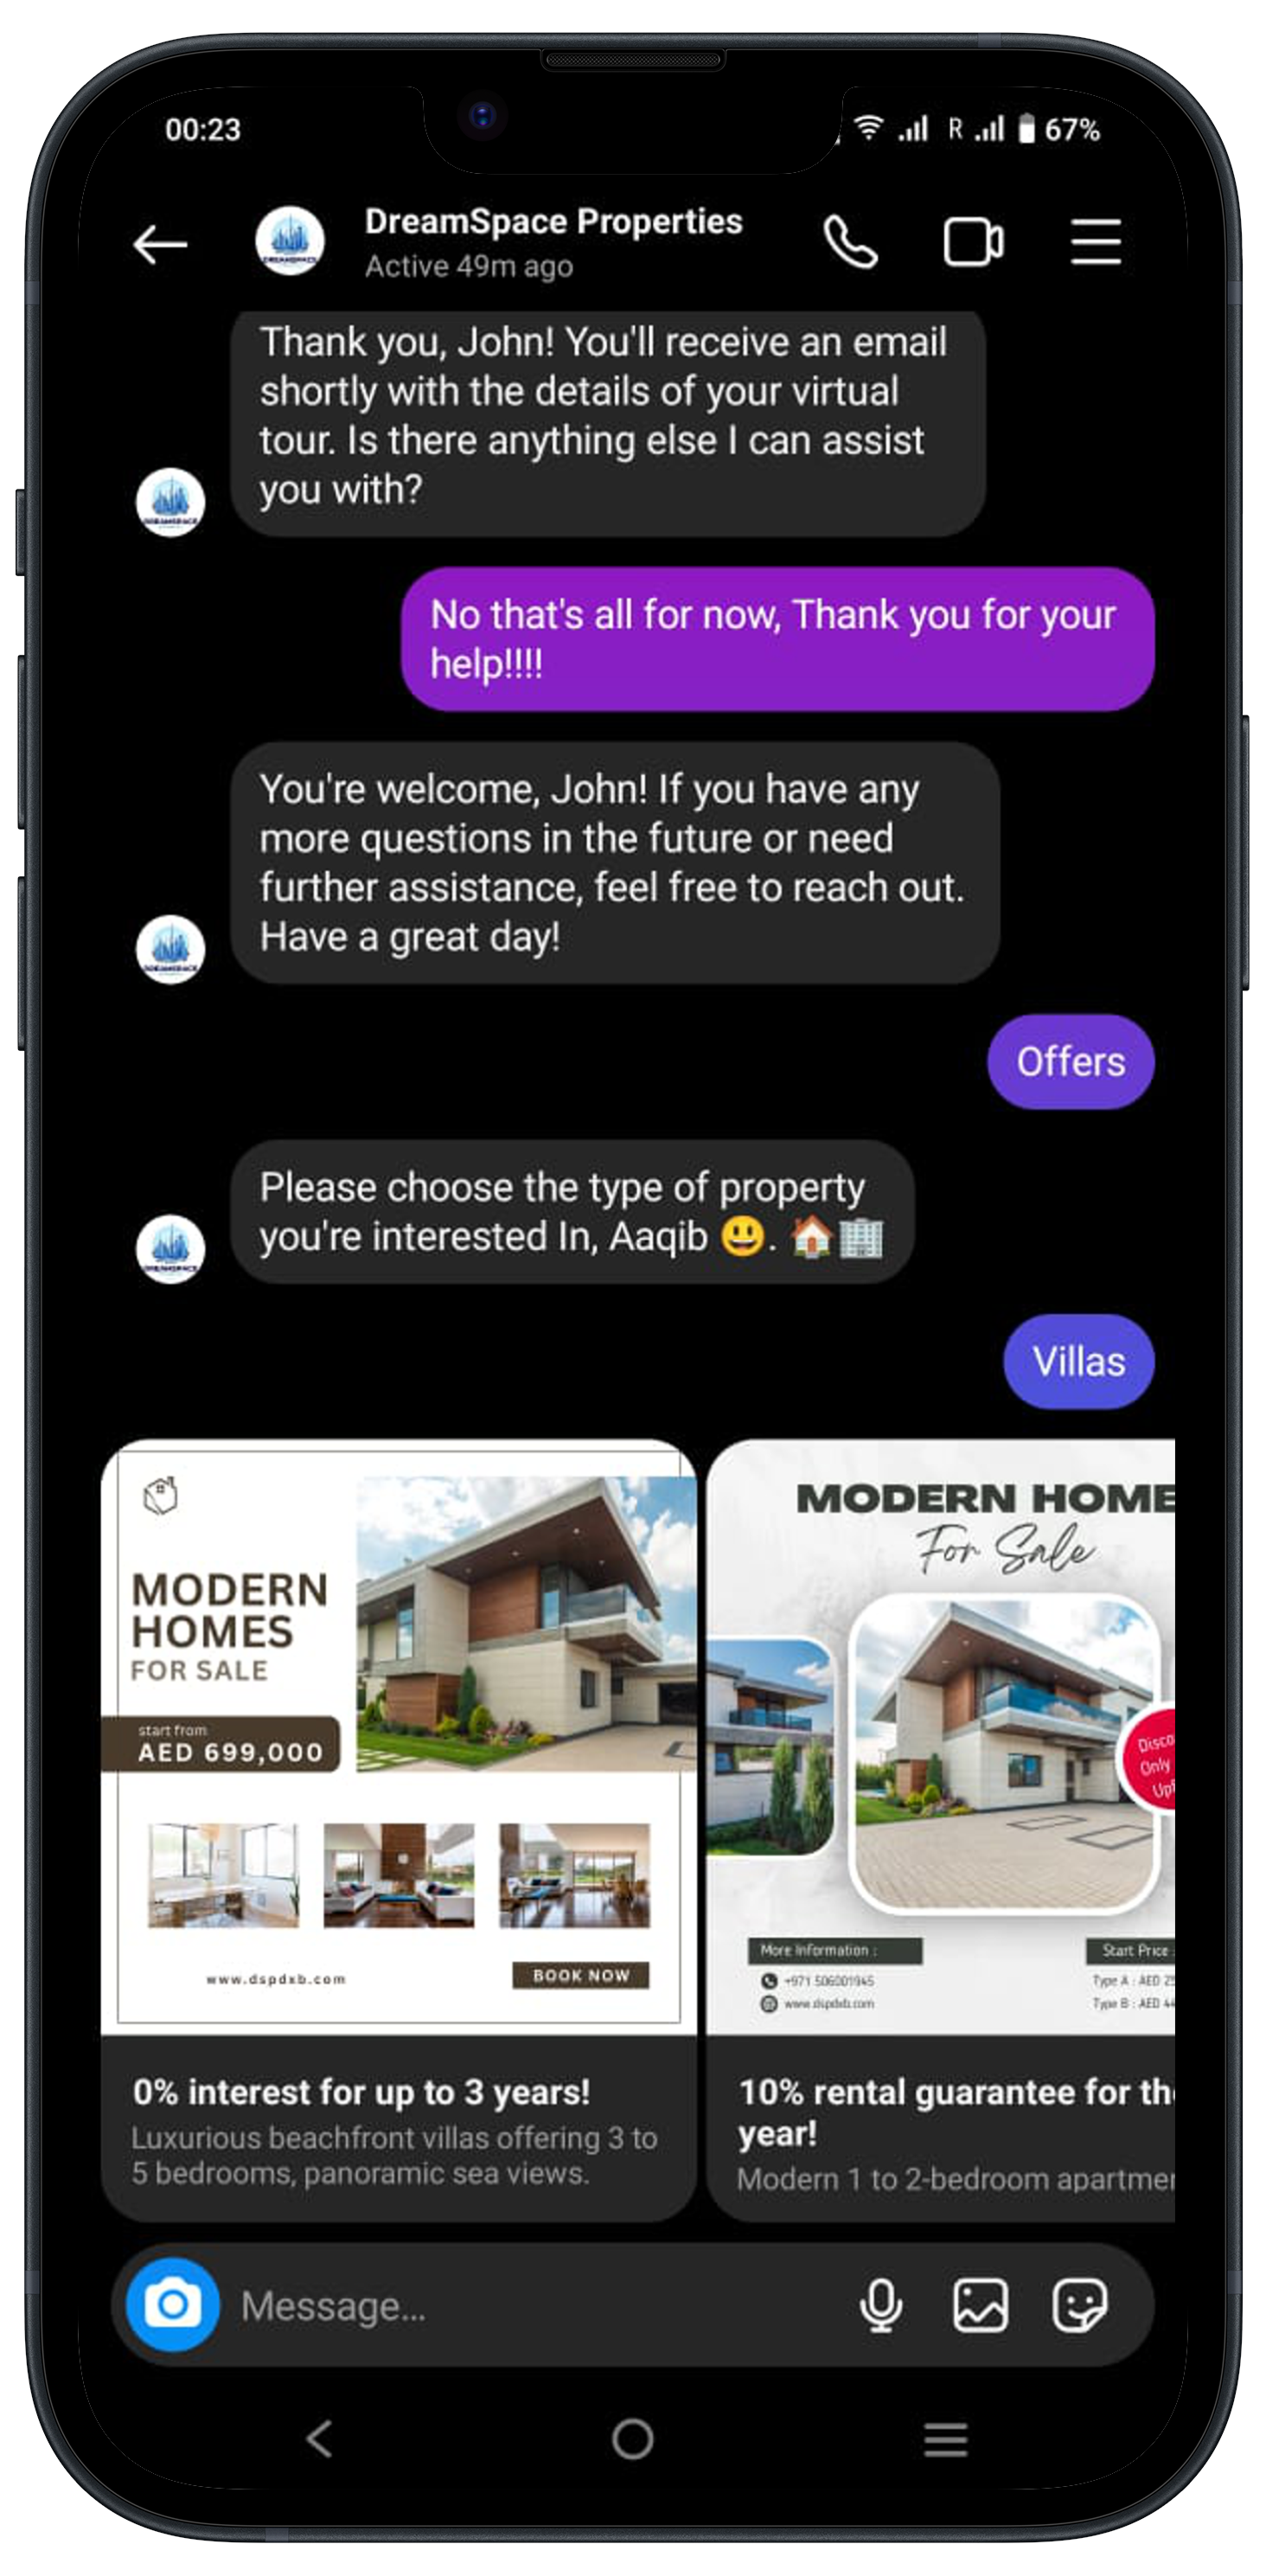 00:23
R
67%
DreamSpace Properties
Active 49m ago
Thank you, John! You'll receive an email
shortly with the details of your virtual
tour. Is there anything else I can assist
you with?
DREAMSPACE
No that's all for now, Thank you for your
help!!!!
You're welcome, John! If you have any
more questions in the future or need
further assistance, feel free to reach out.
Have a great day!
DREAMSPACE
Offers
Please choose the type of property
you're interested In, Aaqib 😃. 🏠🏢
DREAMSPACE
Villas
MODERN
HOMES
FOR SALE
start from
AED 699,000
www.dspdxb.com
BOOK NOW
0% interest for up to 3 years!
Luxurious beachfront villas offering 3 to
5 bedrooms, panoramic sea views.
MODERN HOME
For Sale
Only
More Information :
+971 506001945
www.dspdxb.com
Start Price
Type A : AED
Type B : AED
10% rental guarantee for
year!
Modern 1 to 2-bedroom
Message...